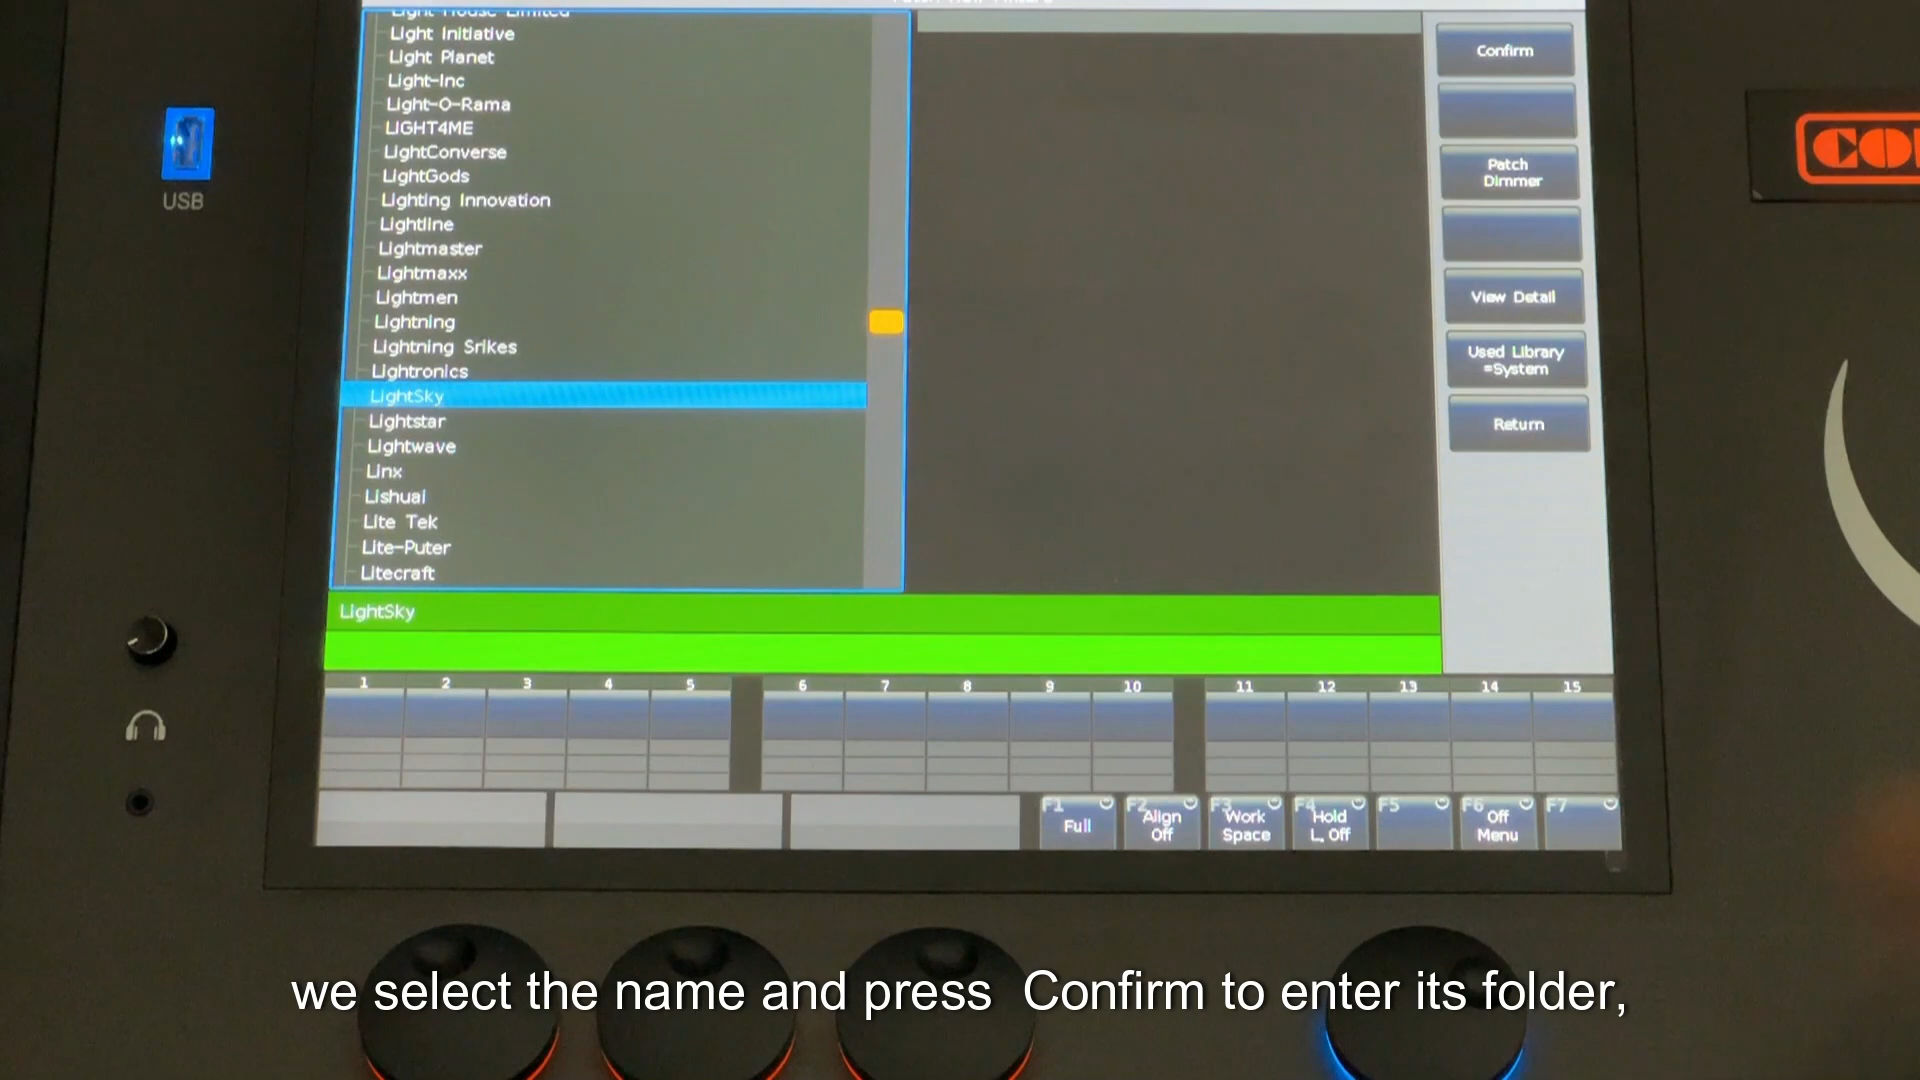 Light House Limited
Light Initiative
Light Planet
Light-Inc
Light-O-Rama
LIGHT4ME
LightConverse
LightGods
Lighting Innovation
Lightline
Lightmaster
Lightmaxx
Lightmen
Lightning
Lightning Srikes
Lightronics
LightSky
Lightstar
Lightwave
Linx
Lishuai
Lite Tek
Lite-Puter
Litecraft
LightSky
Confirm
Patch
Dimmer
View Detail
Used Library
=System
Return
USB
1 2 3 4 5 6 7 8 9 10 11 12 13 14 15
F1 Full
F2 Align Off
F3 Work Space
F4 Hold L. Off
F5
F6 Off Menu
F7
we select the name and press  Confirm to enter its folder,